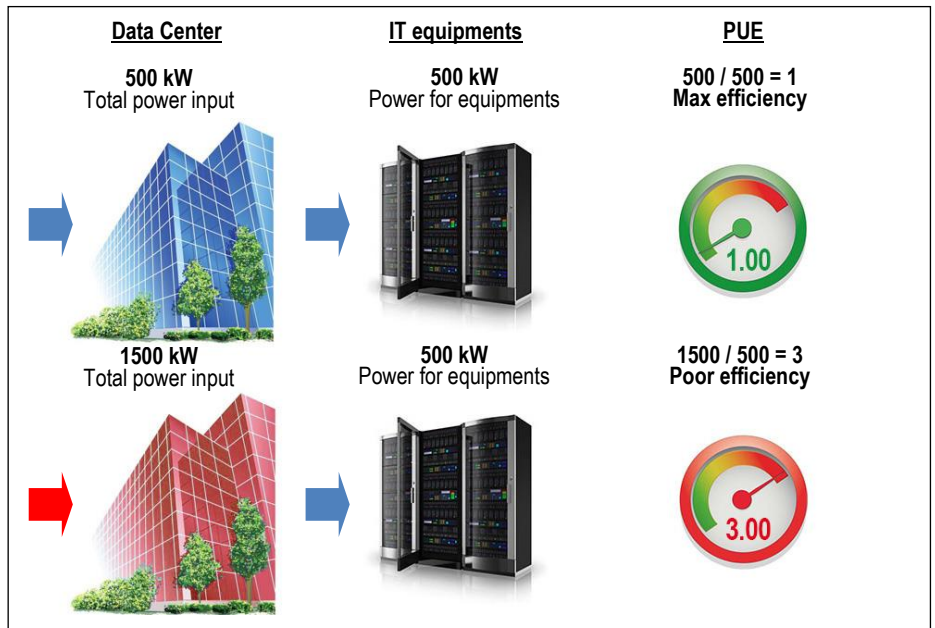 Data Center
IT equipments
PUE
500 kW
Total power input
500 kW
Power for equipments
500 / 500 = 1
Max efficiency
1.00
1500 kW
Total power input
500 kW
Power for equipments
1500 / 500 = 3
Poor efficiency
3.00